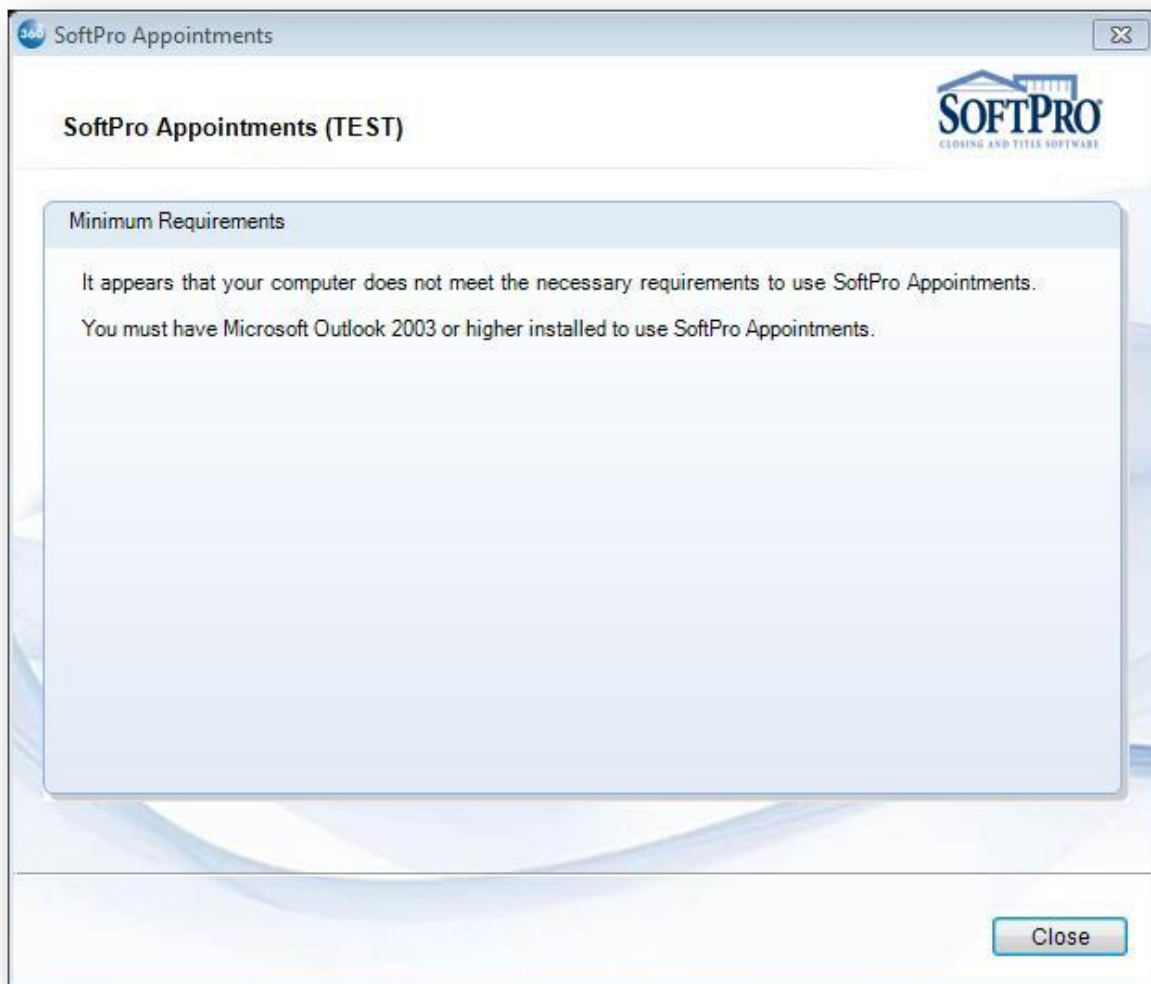 360 SoftPro Appointments
SoftPro Appointments (TEST)
SOFTPRO®
CLOSING AND TITLE SOFTWARE
Minimum Requirements
It appears that your computer does not meet the necessary requirements to use SoftPro Appointments.
You must have Microsoft Outlook 2003 or higher installed to use SoftPro Appointments.
Close